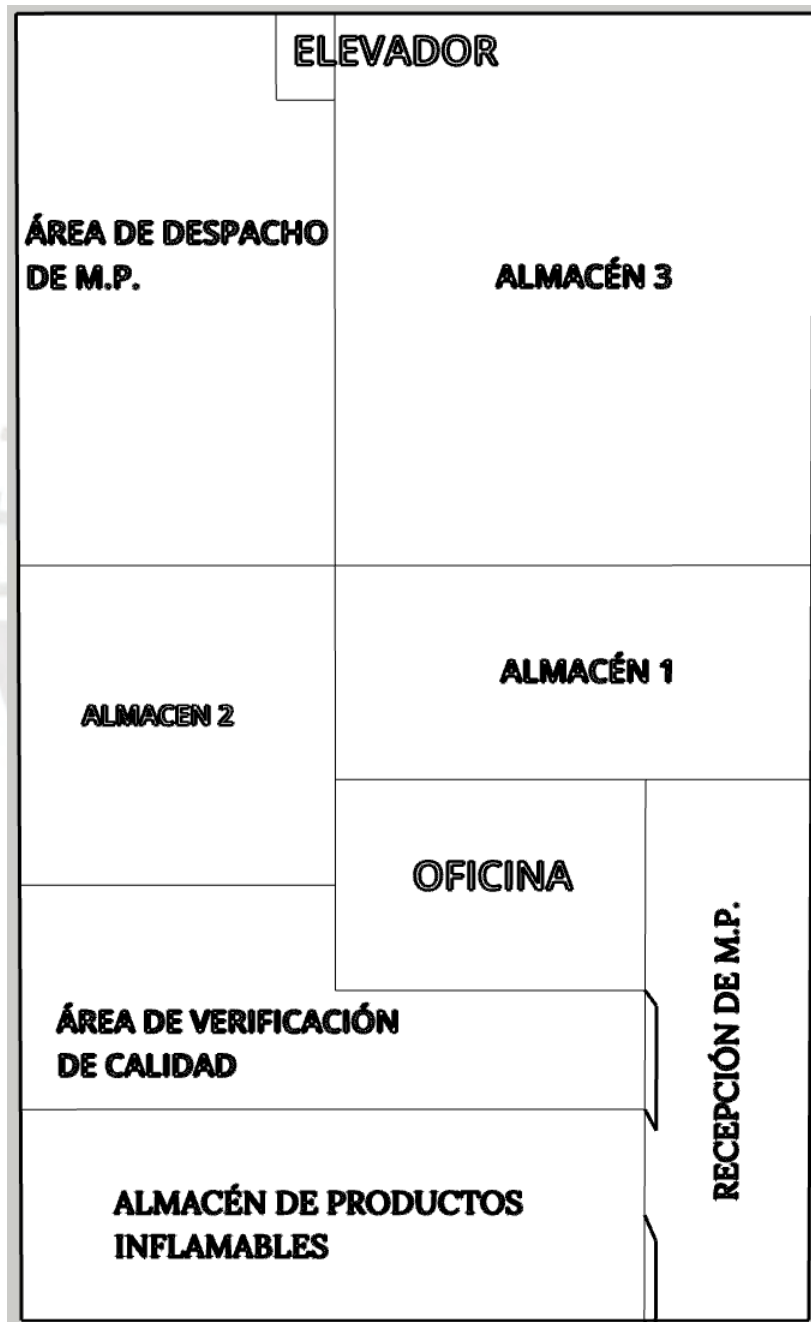 ELEVADOR
ÁREA DE DESPACHO
DE M.P.
ALMACÉN 3
ALMACÉN 1
ALMACEN 2
OFICINA
RECEPCIÓN DE M.P.
ÁREA DE VERIFICACIÓN
DE CALIDAD
ALMACÉN DE PRODUCTOS
INFLAMABLES